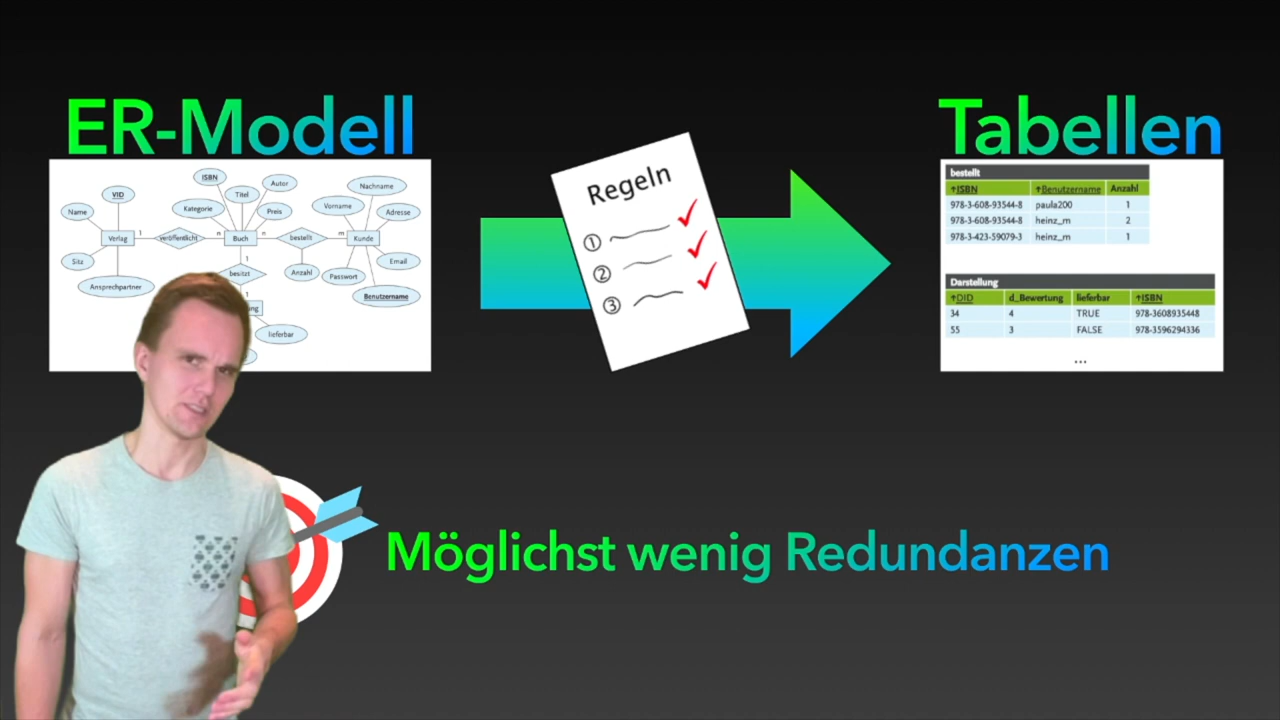 ER-Modell
Tabellen
Regeln
①
②
③
ISBN
Titel
Autor
Kategorie
Preis
VID
Name
Verlag
1
veröffentlicht
n
Buch
n
bestellt
m
Kunde
Nachname
Vorname
Adresse
Sitz
Ansprechpartner
1
besitzt
1
Anzahl
Passwort
Email
Benutzername
lieferbar
bestellt
↑ISBN ↑Benutzername Anzahl
978-3-608-93544-8 paula200 1
978-3-608-93544-8 heinz_m 2
978-3-423-59079-3 heinz_m 1
Darstellung
↑DID d_Bewertung lieferbar ↑ISBN
34 4 TRUE 978-3608935448
55 3 FALSE 978-3596294336
...
Möglichst wenig Redundanzen